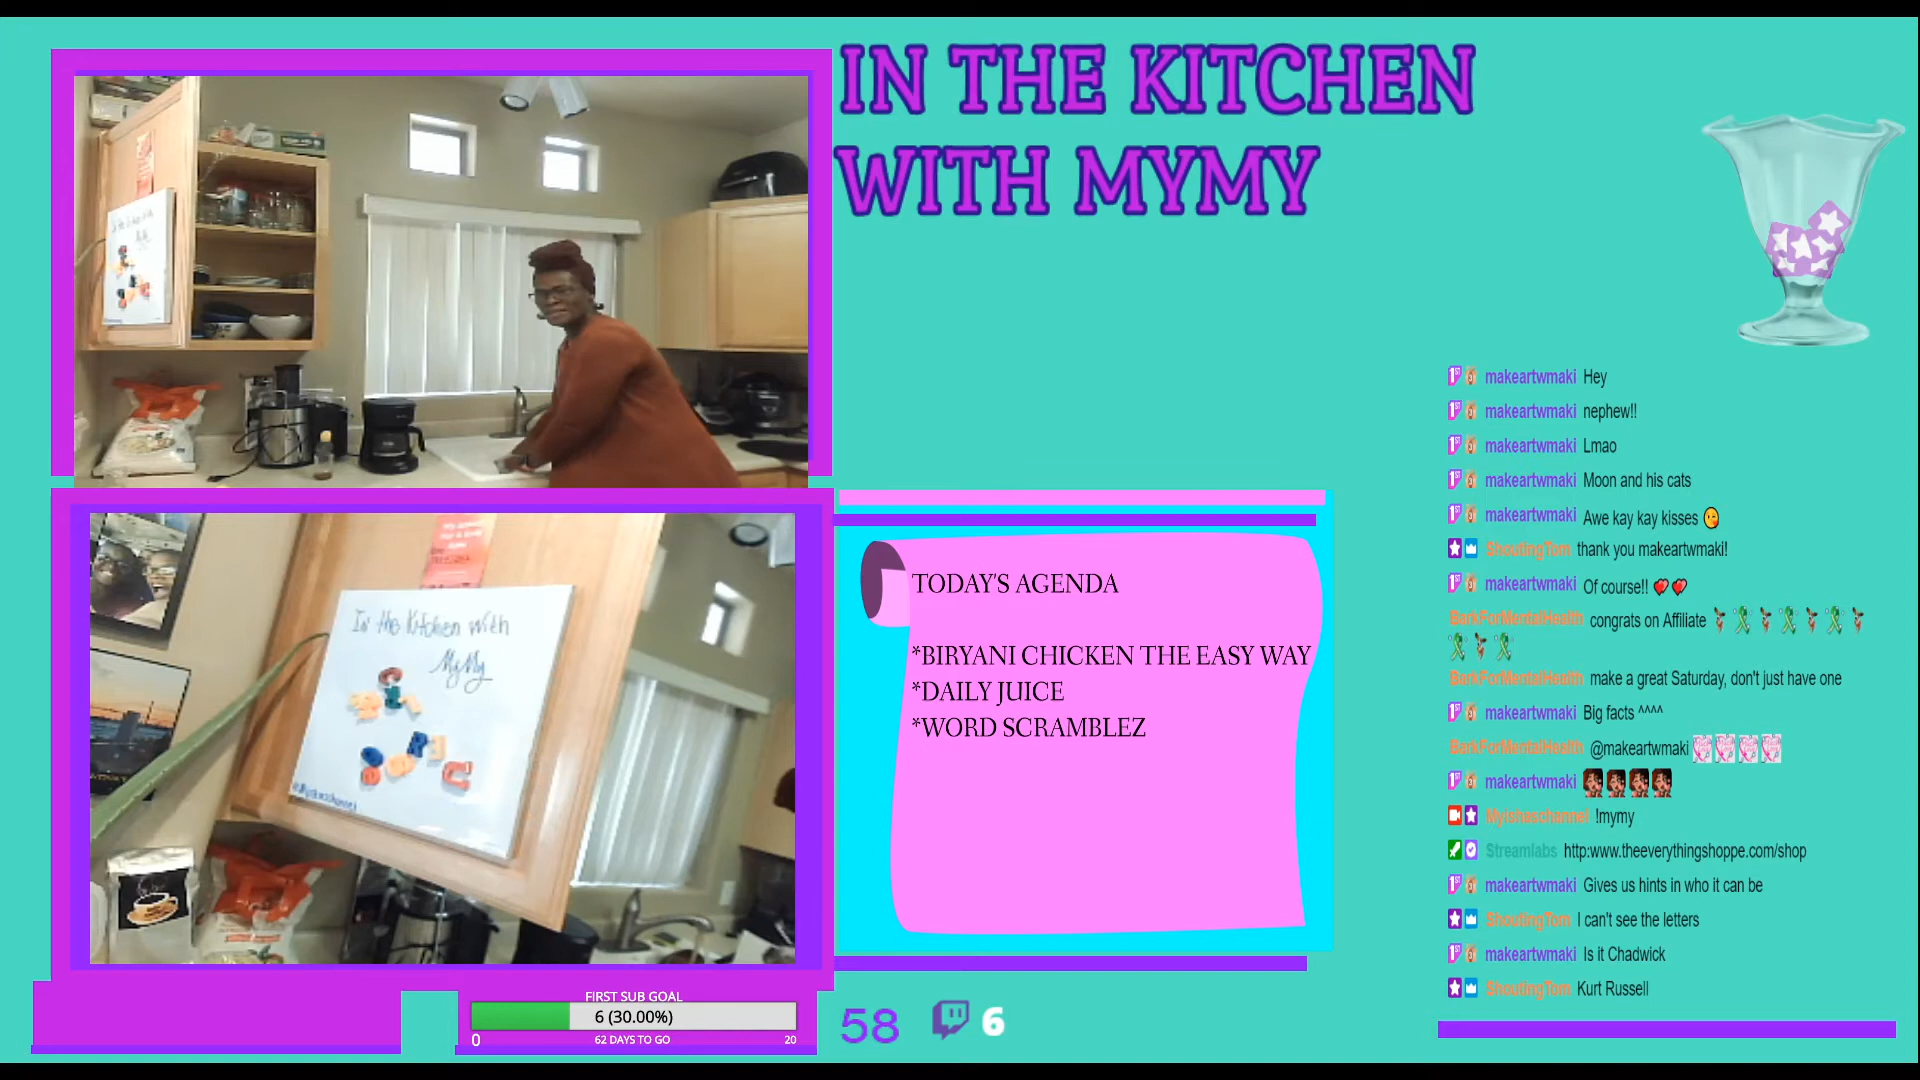 IN THE KITCHEN
WITH MYMY
In the Kitchen with
MyMy
TODAY'S AGENDA
*BIRYANI CHICKEN THE EASY WAY
*DAILY JUICE
*WORD SCRAMBLEZ
FIRST SUB GOAL
6 (30.00%)
0
62 DAYS TO GO
20
58
6
makeartwmaki Hey
makeartwmaki nephew!!
makeartwmaki Lmao
makeartwmaki Moon and his cats
makeartwmaki Awe kay kay kisses 😘
ShoutingTom thank you makeartwmaki!
makeartwmaki Of course!! 💕
BarkForMentalHealth congrats on Affiliate
BarkForMentalHealth make a great Saturday, don't just have one
makeartwmaki Big facts ^^^^
BarkForMentalHealth @makeartwmaki
makeartwmaki
Myishaschannel !mymy
Streamlabs http:www.theeverythingshoppe.com/shop
makeartwmaki Gives us hints in who it can be
ShoutingTom I can't see the letters
makeartwmaki Is it Chadwick
ShoutingTom Kurt Russell